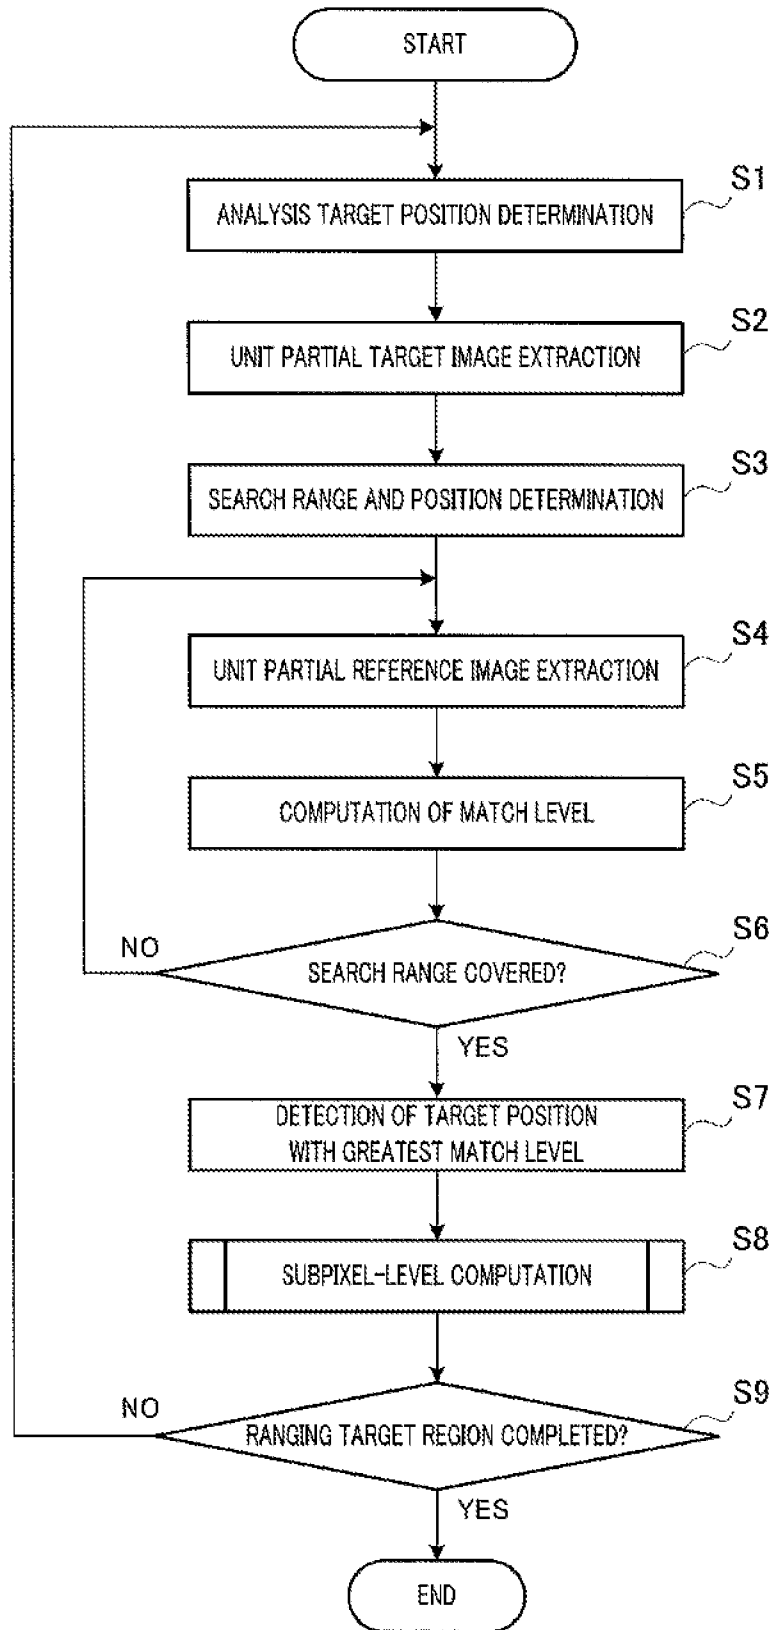 START
S1
ANALYSIS TARGET POSITION DETERMINATION
S2
UNIT PARTIAL TARGET IMAGE EXTRACTION
S3
SEARCH RANGE AND POSITION DETERMINATION
S4
UNIT PARTIAL REFERENCE IMAGE EXTRACTION
S5
COMPUTATION OF MATCH LEVEL
S6
NO
SEARCH RANGE COVERED?
YES
S7
DETECTION OF TARGET POSITION
WITH GREATEST MATCH LEVEL
S8
SUBPIXEL-LEVEL COMPUTATION
S9
NO
RANGING TARGET REGION COMPLETED?
YES
END